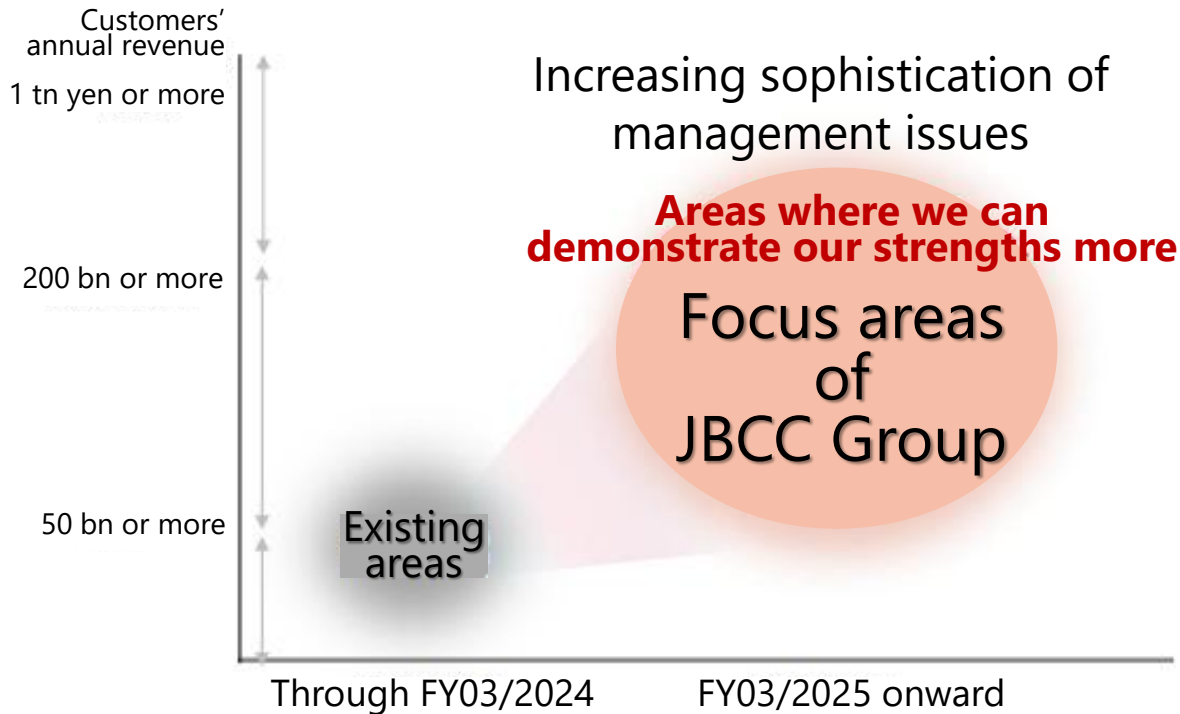 Customers’
annual revenue
1 tn yen or more
200 bn or more
50 bn or more
Increasing sophistication of
management issues
Areas where we can
demonstrate our strengths more
Focus areas
of
JBCC Group
Existing
areas
Through FY03/2024
FY03/2025 onward